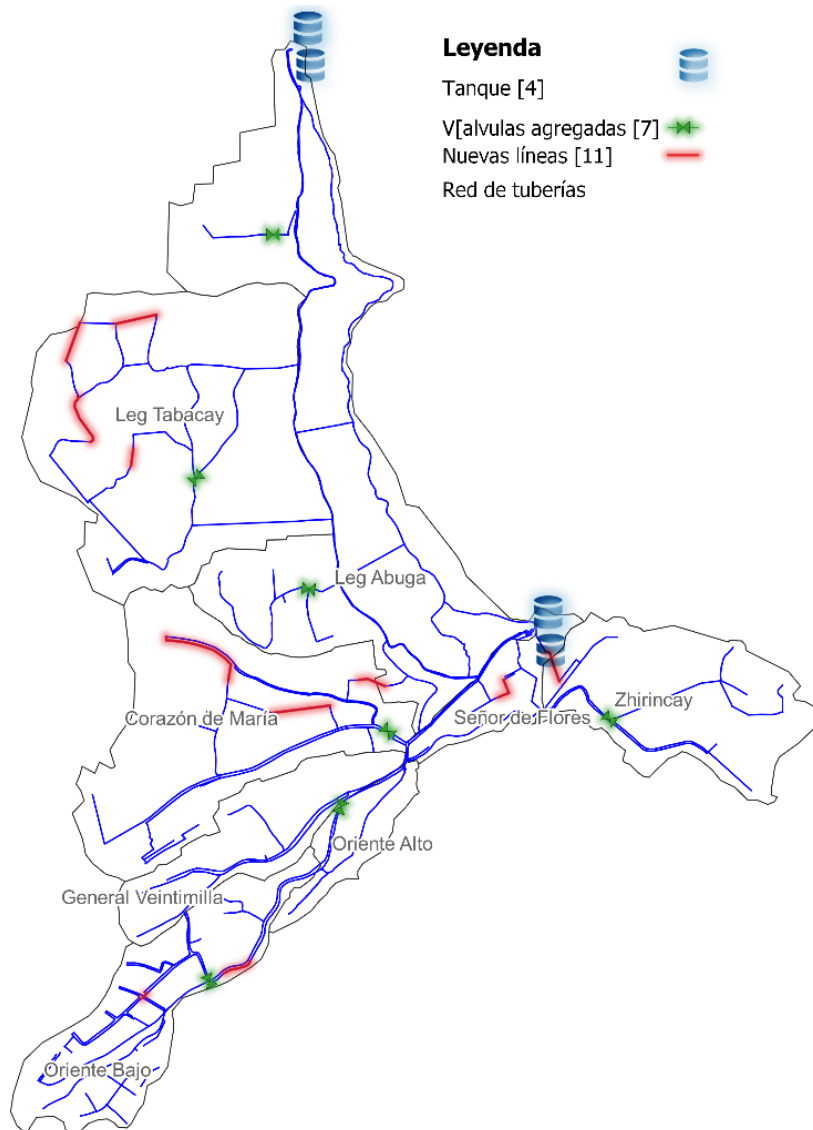 Leyenda
Tanque [4]
V[alvulas agregadas [7]
Nuevas líneas [11]
Red de tuberías
Leg Tabacay
Leg Abuga
Zhirincay
Corazón de María
Señor de Flores
Oriente Alto
General Veintimilla
Oriente Bajo